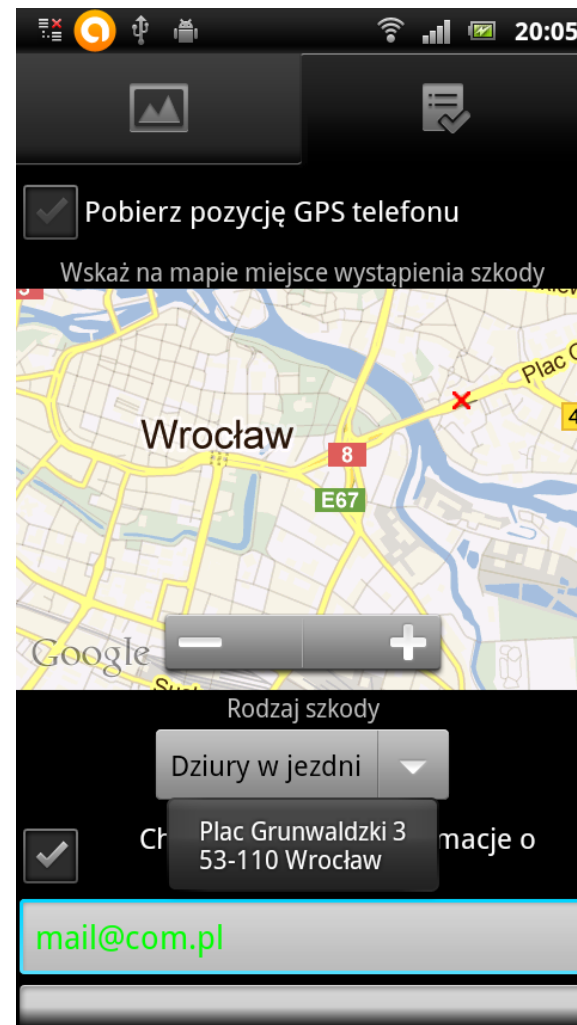 20:05
Pobierz pozycję GPS telefonu
Wskaż na mapie miejsce wystąpienia szkody
Plac
Wrocław
8
E67
4
Google
Rodzaj szkody
Dziury w jezdni
Plac Grunwaldzki 3
53-110 Wrocław
Ch macje o
mail@com.pl